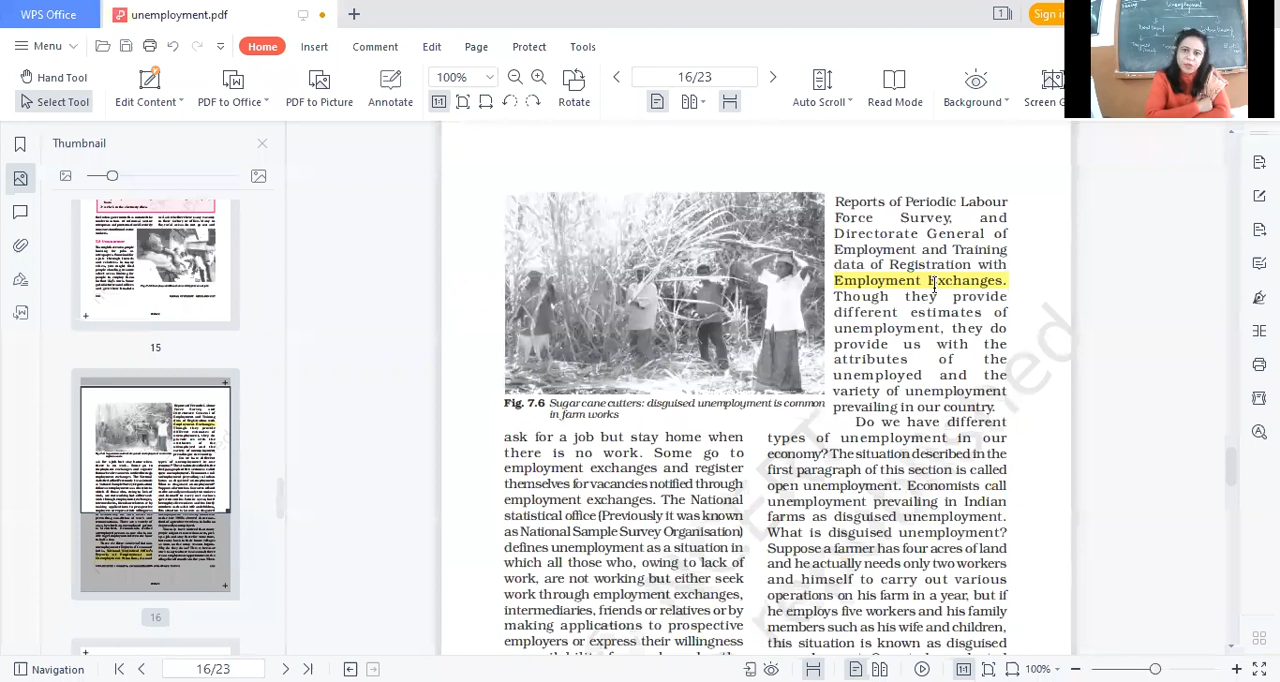 WPS Office
unemployment.pdf
1
Sign in
Menu
Home
Insert
Comment
Edit
Page
Protect
Tools
Hand Tool
Select Tool
Edit Content
PDF to Office
PDF to Picture
Annotate
100%
16/23
Rotate
Auto Scroll
Read Mode
Background
Screen G
Thumbnail
15
16
Reports of Periodic Labour
Force Survey, and
Directorate General of
Employment and Training
data of Registration with
Employment Exchanges.
Though they provide
different estimates of
unemployment, they do
provide us with the
attributes of the
unemployed and the
variety of unemployment
prevailing in our country.
Fig. 7.6 Sugar cane cutters: disguised unemployment is common
in farm works
ask for a job but stay home when
there is no work. Some go to
employment exchanges and register
themselves for vacancies notified through
employment exchanges. The National
statistical office (Previously it was known
as National Sample Survey Organisation)
defines unemployment as a situation in
which all those who, owing to lack of
work, are not working but either seek
work through employment exchanges,
intermediaries, friends or relatives or by
making applications to prospective
employers or express their willingness
Do we have different
types of unemployment in our
economy? The situation described in the
first paragraph of this section is called
open unemployment. Economists call
unemployment prevailing in Indian
farms as disguised unemployment.
What is disguised unemployment?
Suppose a farmer has four acres of land
and he actually needs only two workers
and himself to carry out various
operations on his farm in a year, but if
he employs five workers and his family
members such as his wife and children,
this situation is known as disguised
Navigation
16/23
1:1
100%